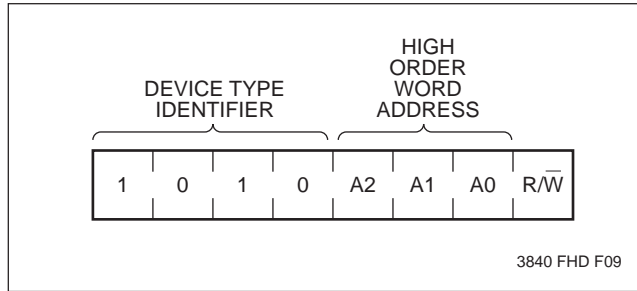 HIGH
ORDER
WORD
ADDRESS
DEVICE TYPE
IDENTIFIER
1 0 1 0 A2 A1 A0 R/W̅
3840 FHD F09